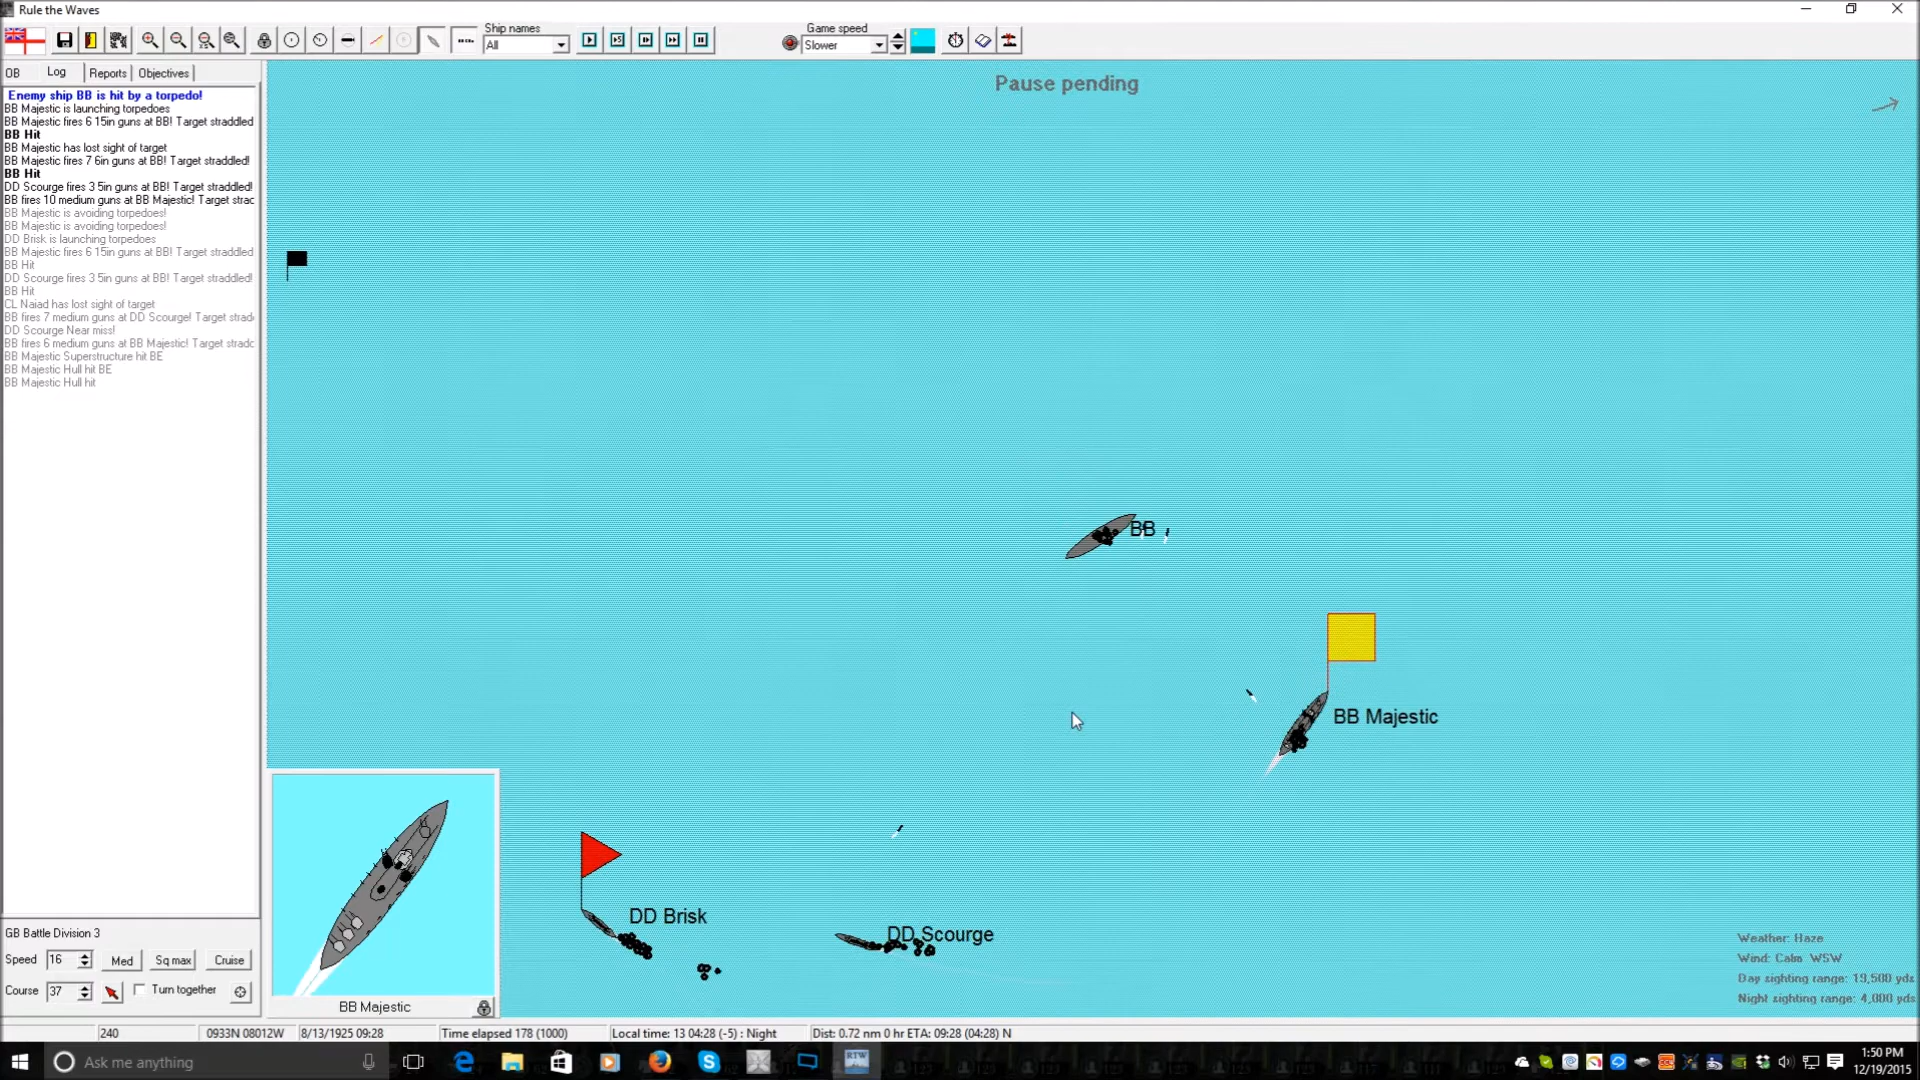 Rule the Waves
Ship names
All
Game speed
Slower
OB
Log
Reports
Objectives
Enemy ship BB is hit by a torpedo!
BB Majestic is launching torpedoes
BB Majestic fires 6 15in guns at BB! Target straddled
BB Hit
BB Majestic has lost sight of target
BB Majestic fires 7 6in guns at BB! Target straddled!
BB Hit
DD Scourge fires 3 5in guns at BB! Target straddled!
BB fires 10 medium guns at BB Majestic! Target strac
BB Majestic is avoiding torpedoes!
BB Majestic is avoiding torpedoes!
DD Brisk is launching torpedoes
BB Majestic fires 6 15in guns at BB! Target straddled
BB Hit
DD Scourge fires 3 5in guns at BB! Target straddled!
BB Hit
CL Naiad has lost sight of target
BB fires 7 medium guns at DD Scourge! Target strad
DD Scourge Near miss!
BB fires 6 medium guns at BB Majestic! Target stradc
BB Majestic Superstructure hit BE
BB Majestic Hull hit BE
BB Majestic Hull hit
Pause pending
BB
BB Majestic
DD Brisk
DD Scourge
Weather: Haze
Wind: Calm WSW
Day sighting range: 13,500 yds
Night sighting range: 4,000 yds
GB Battle Division 3
Speed 16 Med Sq max Cruise
Course 37 Turn together
BB Majestic
240
0933N 08012W
8/13/1925 09:28
Time elapsed 178 (1000)
Local time: 13 04:28 (-5) : Night
Dist: 0.72 nm 0 hr ETA: 09:28 (04:28) N
Ask me anything
RTW
1:50 PM
12/19/2015